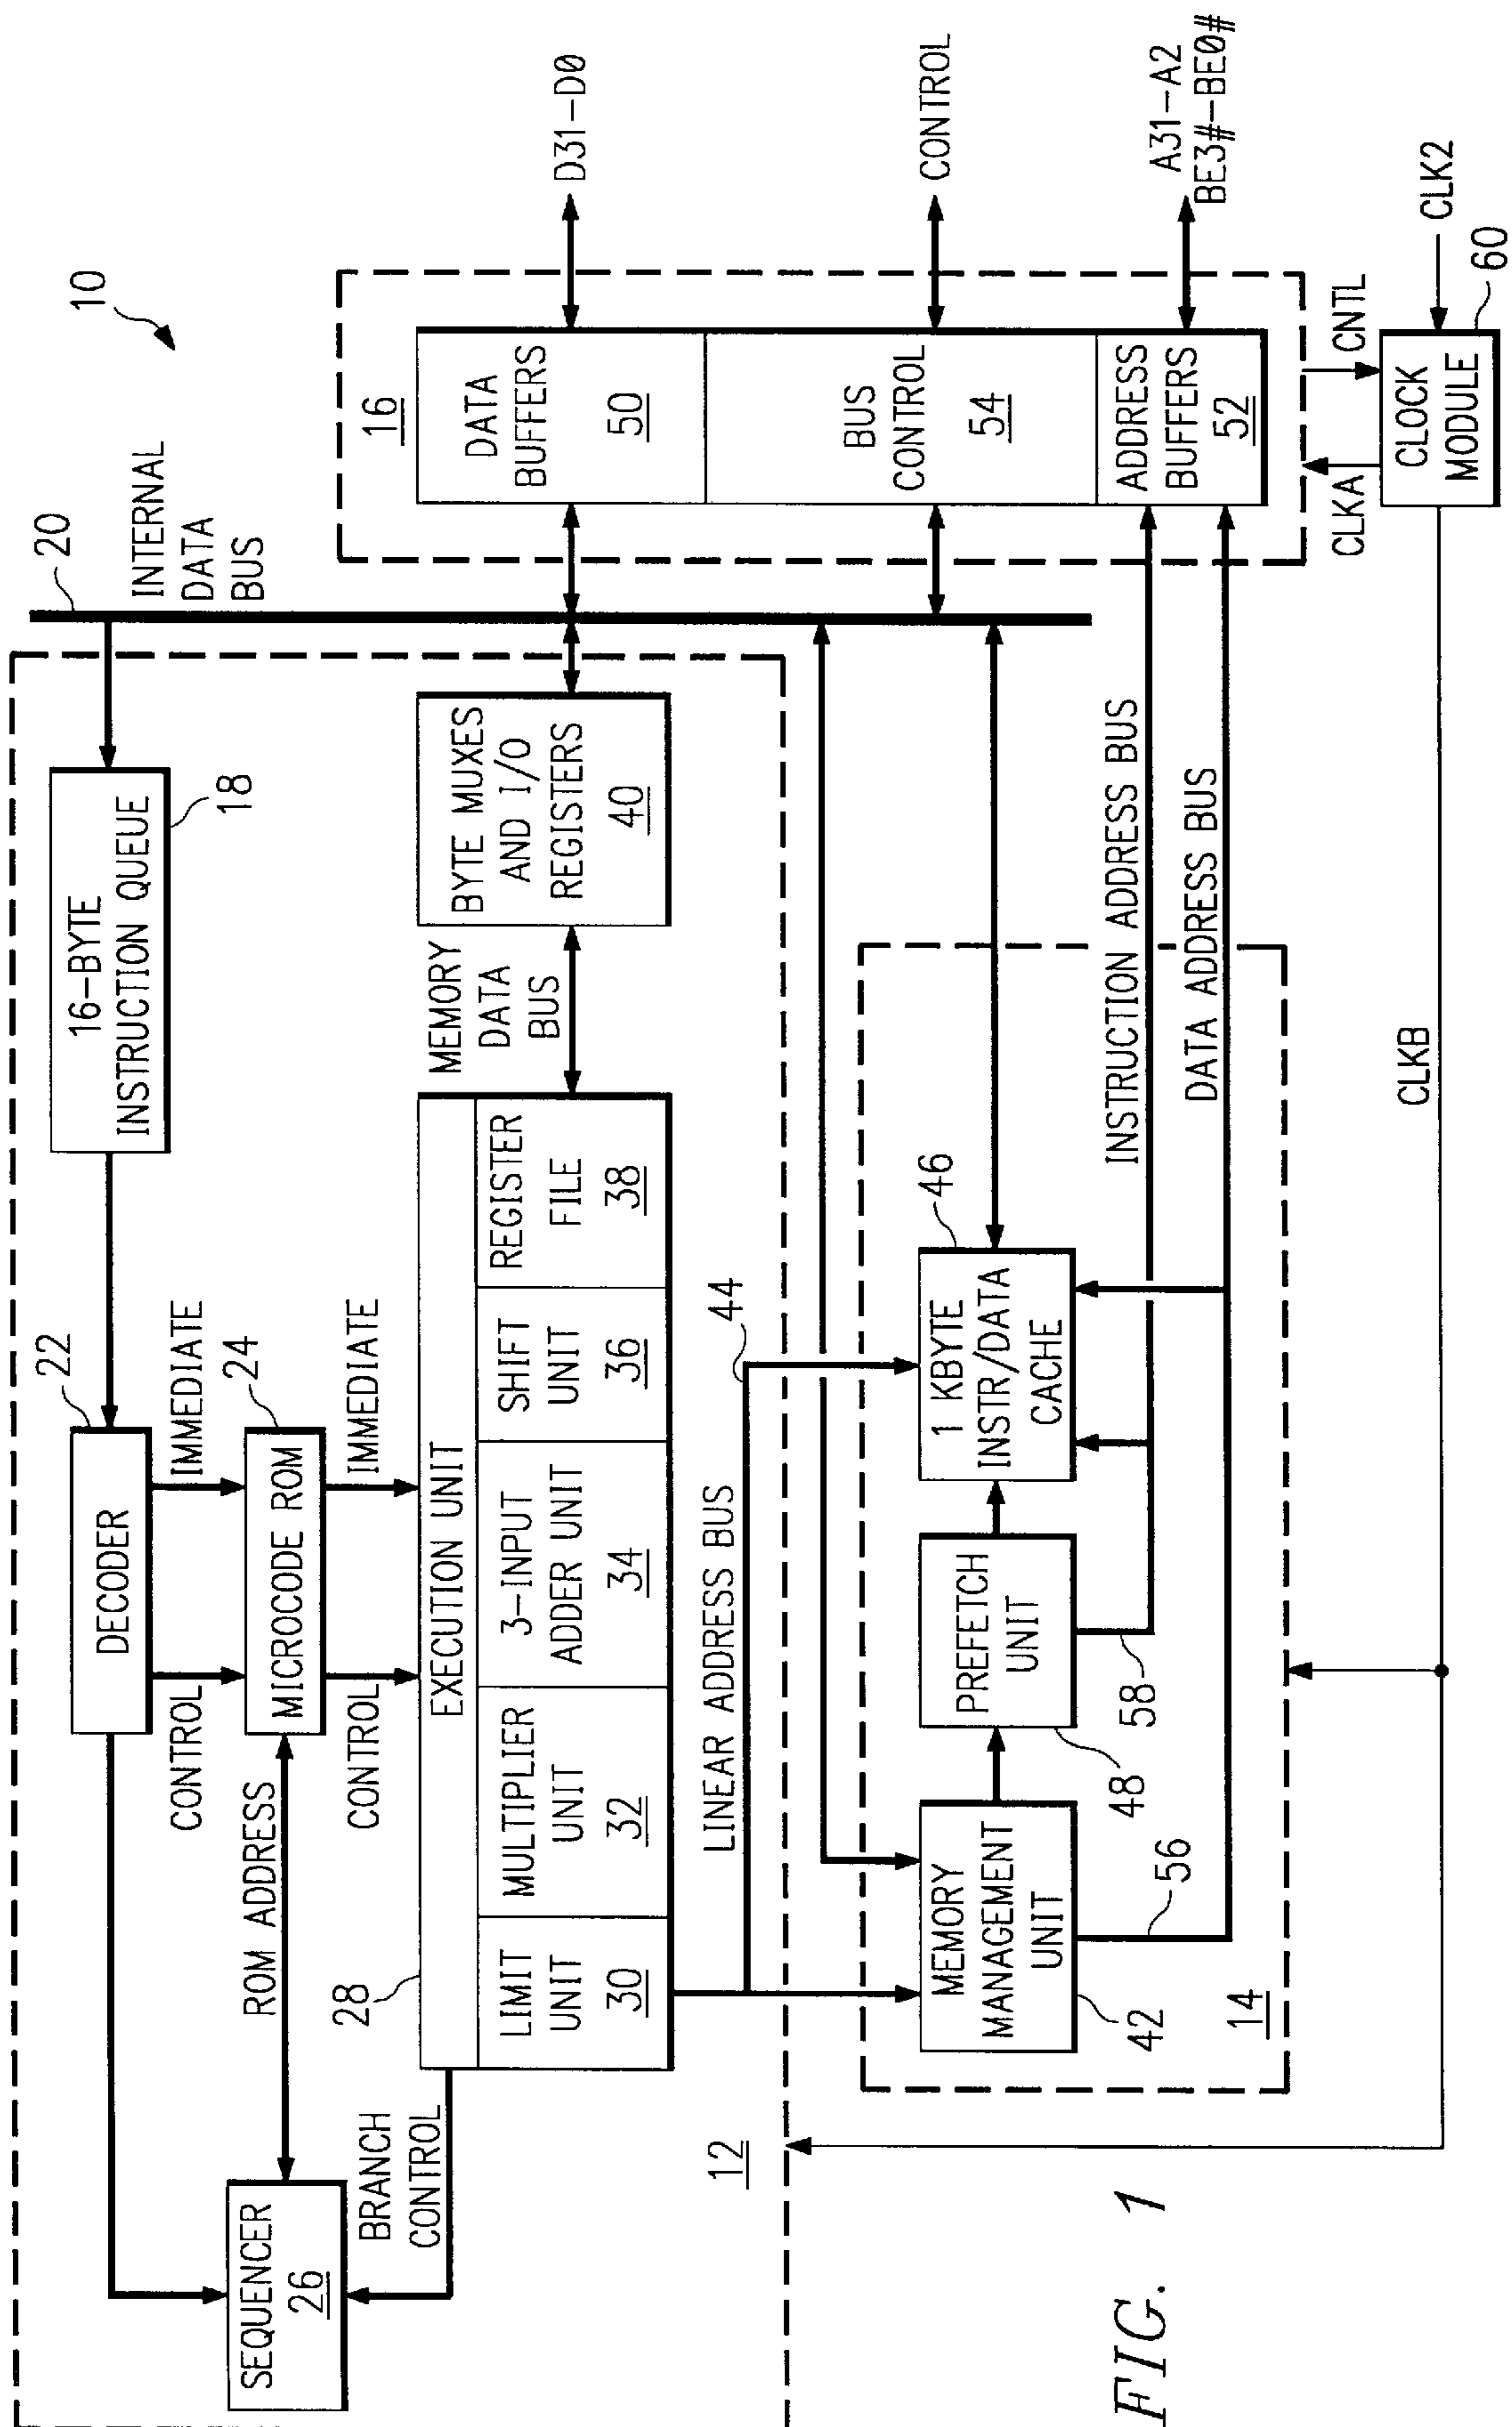 10
20
INTERNAL
DATA
BUS
16-BYTE
INSTRUCTION QUEUE
18
22
DECODER
CONTROL
IMMEDIATE
24
MICROCODE ROM
ROM ADDRESS
CONTROL
IMMEDIATE
SEQUENCER
26
BRANCH
CONTROL
28
EXECUTION UNIT
LIMIT
UNIT
30
MULTIPLIER
UNIT
32
3-INPUT
ADDER UNIT
34
SHIFT
UNIT
36
REGISTER
FILE
38
MEMORY
DATA
BUS
BYTE MUXES
AND I/O
REGISTERS
40
16
DATA
BUFFERS
50
BUS
CONTROL
54
ADDRESS
BUFFERS
52
D31-D0
CONTROL
A31-A2
BE3#-BE0#
12
LINEAR ADDRESS BUS
44
MEMORY
MANAGEMENT
UNIT
42
PREFETCH
UNIT
48
1 KBYTE
INSTR/DATA
CACHE
46
58
56
14
INSTRUCTION ADDRESS BUS
DATA ADDRESS BUS
CLKA
CNTL
CLKB
CLOCK
MODULE
60
CLK2
FIG. 1